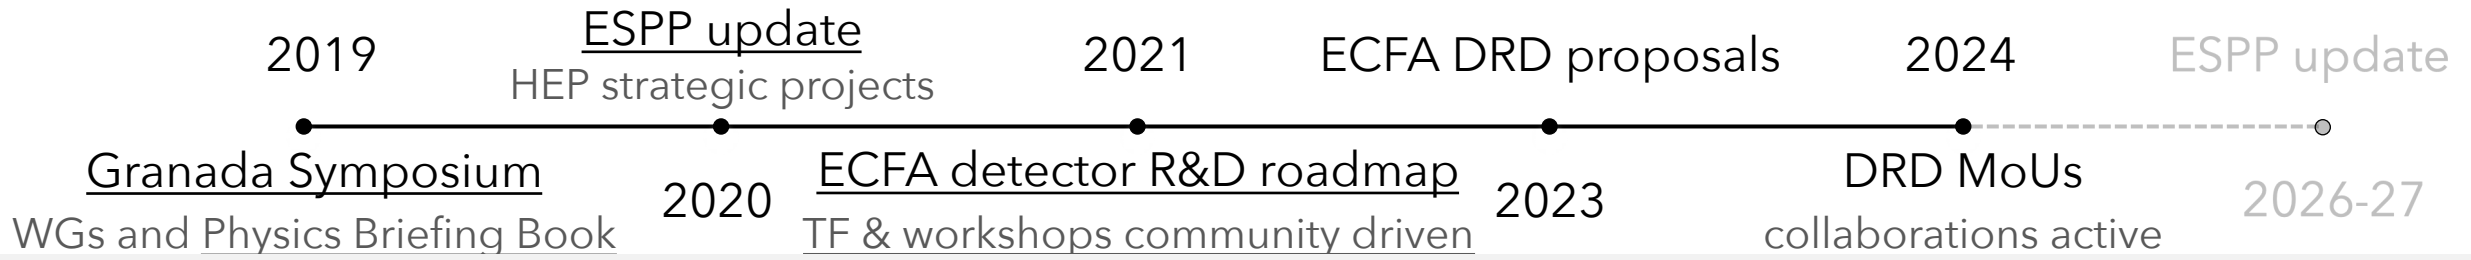 2019
Granada Symposium
WGs and Physics Briefing Book
ESPP update
HEP strategic projects
2020
2021
ECFA detector R&D roadmap
TF & workshops community driven
ECFA DRD proposals
2023
2024
DRD MoUs
collaborations active
ESPP update
2026-27